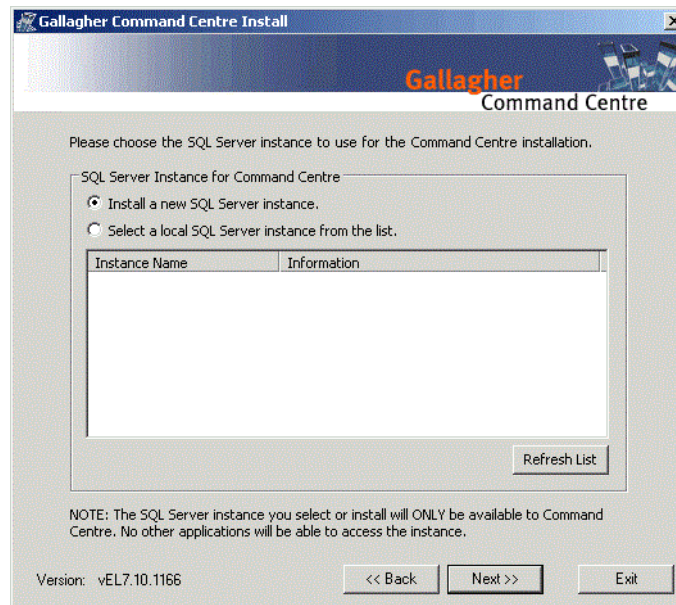 Gallagher Command Centre Install
Gallagher
Command Centre
Please choose the SQL Server instance to use for the Command Centre installation.
SQL Server Instance for Command Centre
Install a new SQL Server instance.
Select a local SQL Server instance from the list.
Instance Name Information
Refresh List
NOTE: The SQL Server instance you select or install will ONLY be available to Command
Centre. No other applications will be able to access the instance.
Version: vEL7.10.1166 << Back Next >> Exit